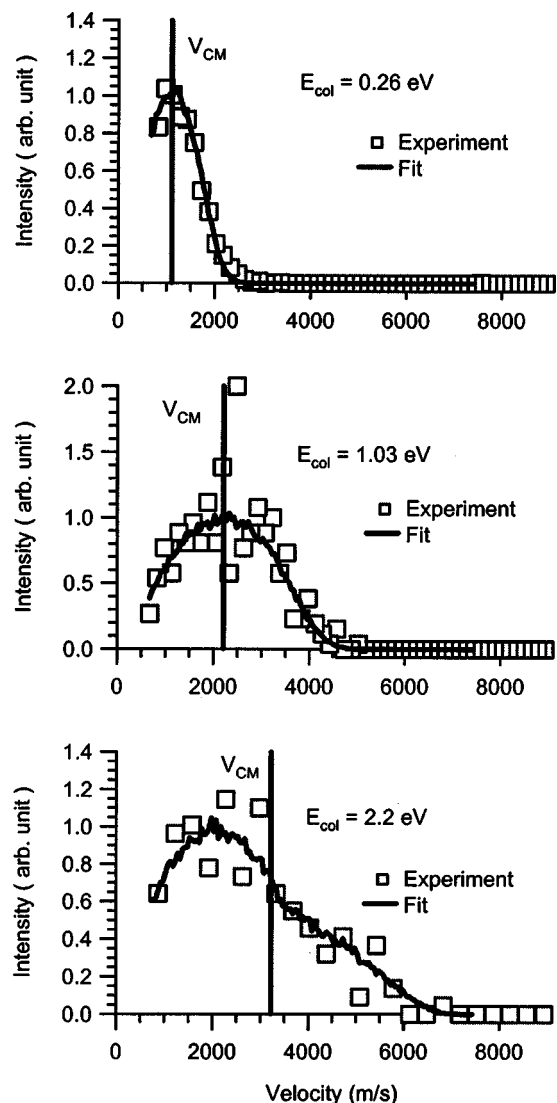 1.4
1.2
1.0
0.8
0.6
0.4
0.2
0.0
Intensity ( arb. unit )
V_CM
E_col = 0.26 eV
Experiment
Fit
0 2000 4000 6000 8000
2.0
1.5
1.0
0.5
0.0
Intensity ( arb. unit )
V_CM
E_col = 1.03 eV
Experiment
Fit
0 2000 4000 6000 8000
1.4
1.2
1.0
0.8
0.6
0.4
0.2
0.0
Intensity ( arb. unit )
V_CM
E_col = 2.2 eV
Experiment
Fit
0 2000 4000 6000 8000
Velocity (m/s)